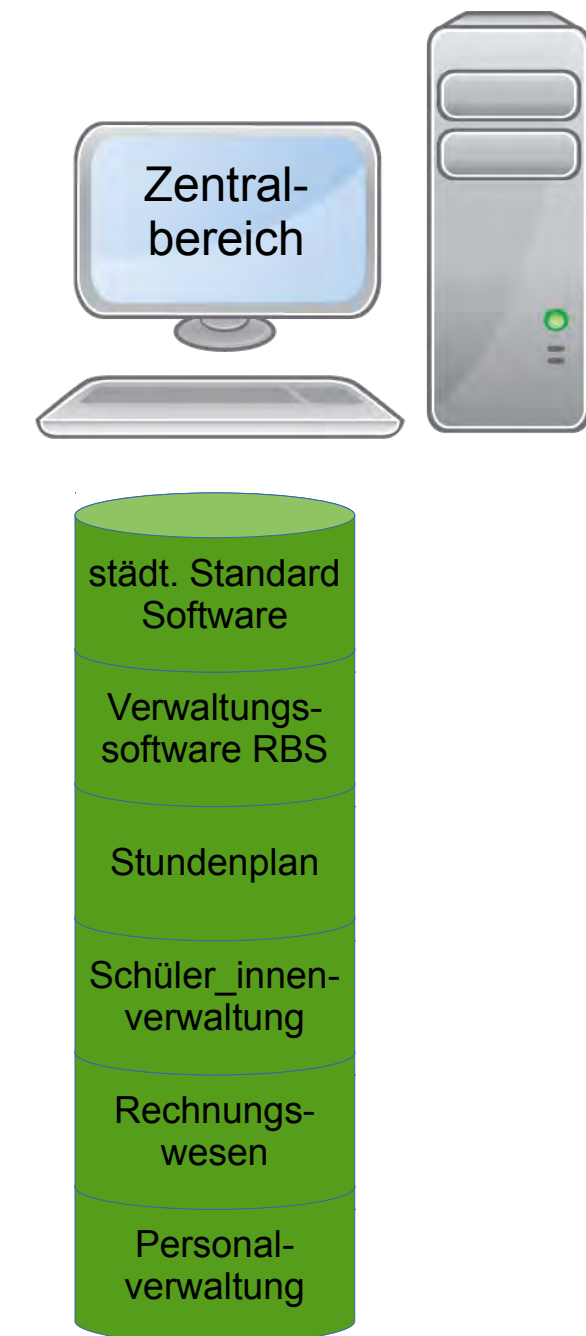 Zentral-
bereich
städt. Standard
Software
Verwaltungs-
software RBS
Stundenplan
Schüler_innen-
verwaltung
Rechnungs-
wesen
Personal-
verwaltung